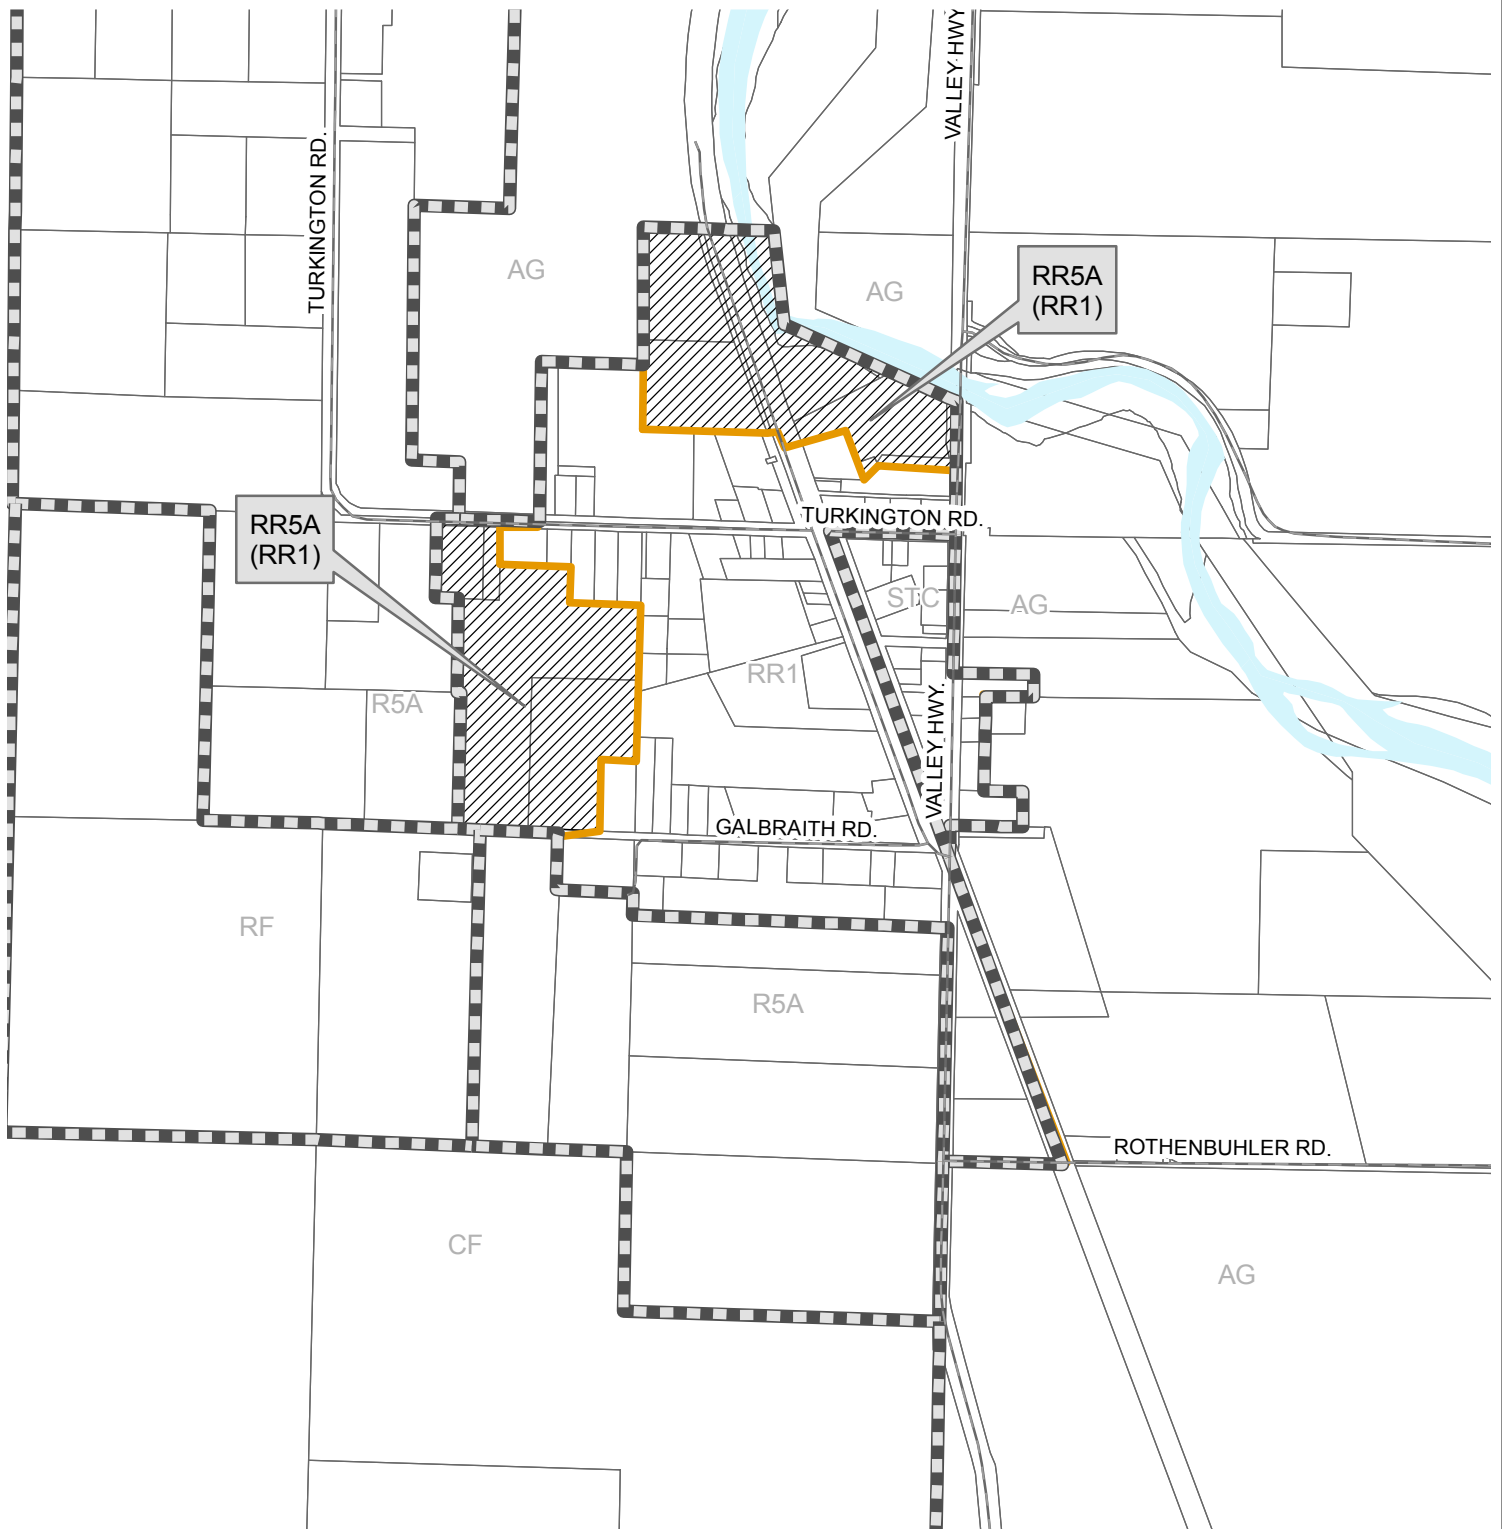 VALLEY HWY
TURKINGTON RD.
AG
AG
RR5A
(RR1)
RR5A
(RR1)
TURKINGTON RD.
STC
AG
RR1
R5A
VALLEY HWY.
GALBRAITH RD.
RF
R5A
ROTHENBUHLER RD.
CF
AG